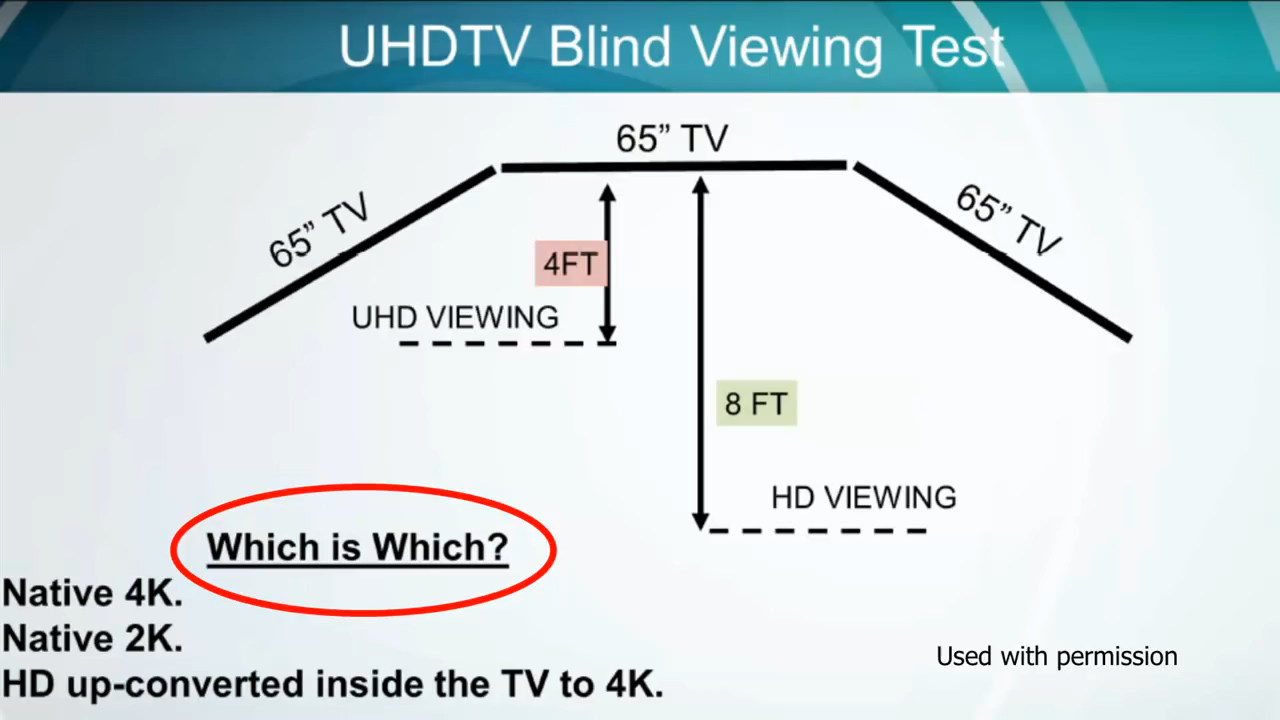 UHDTV Blind Viewing Test
65” TV
65” TV
65” TV
4FT
UHD VIEWING
8 FT
HD VIEWING
Which is Which?
Native 4K.
Native 2K.
HD up-converted inside the TV to 4K.
Used with permission